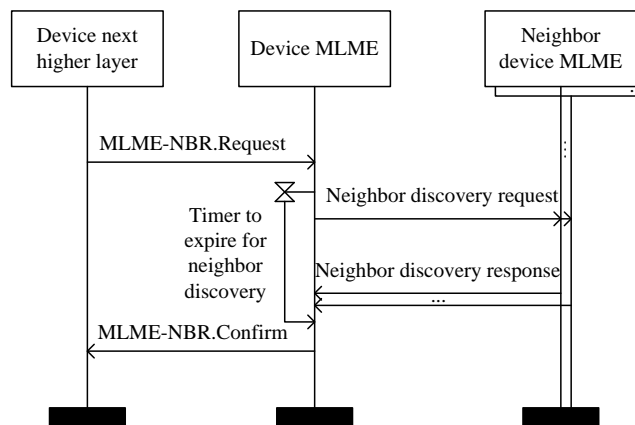 Device next
higher layer
Device MLME
Neighbor
device MLME
...
...
MLME-NBR.Request
Neighbor discovery request
Timer to
expire for
neighbor
discovery
Neighbor discovery response
...
MLME-NBR.Confirm